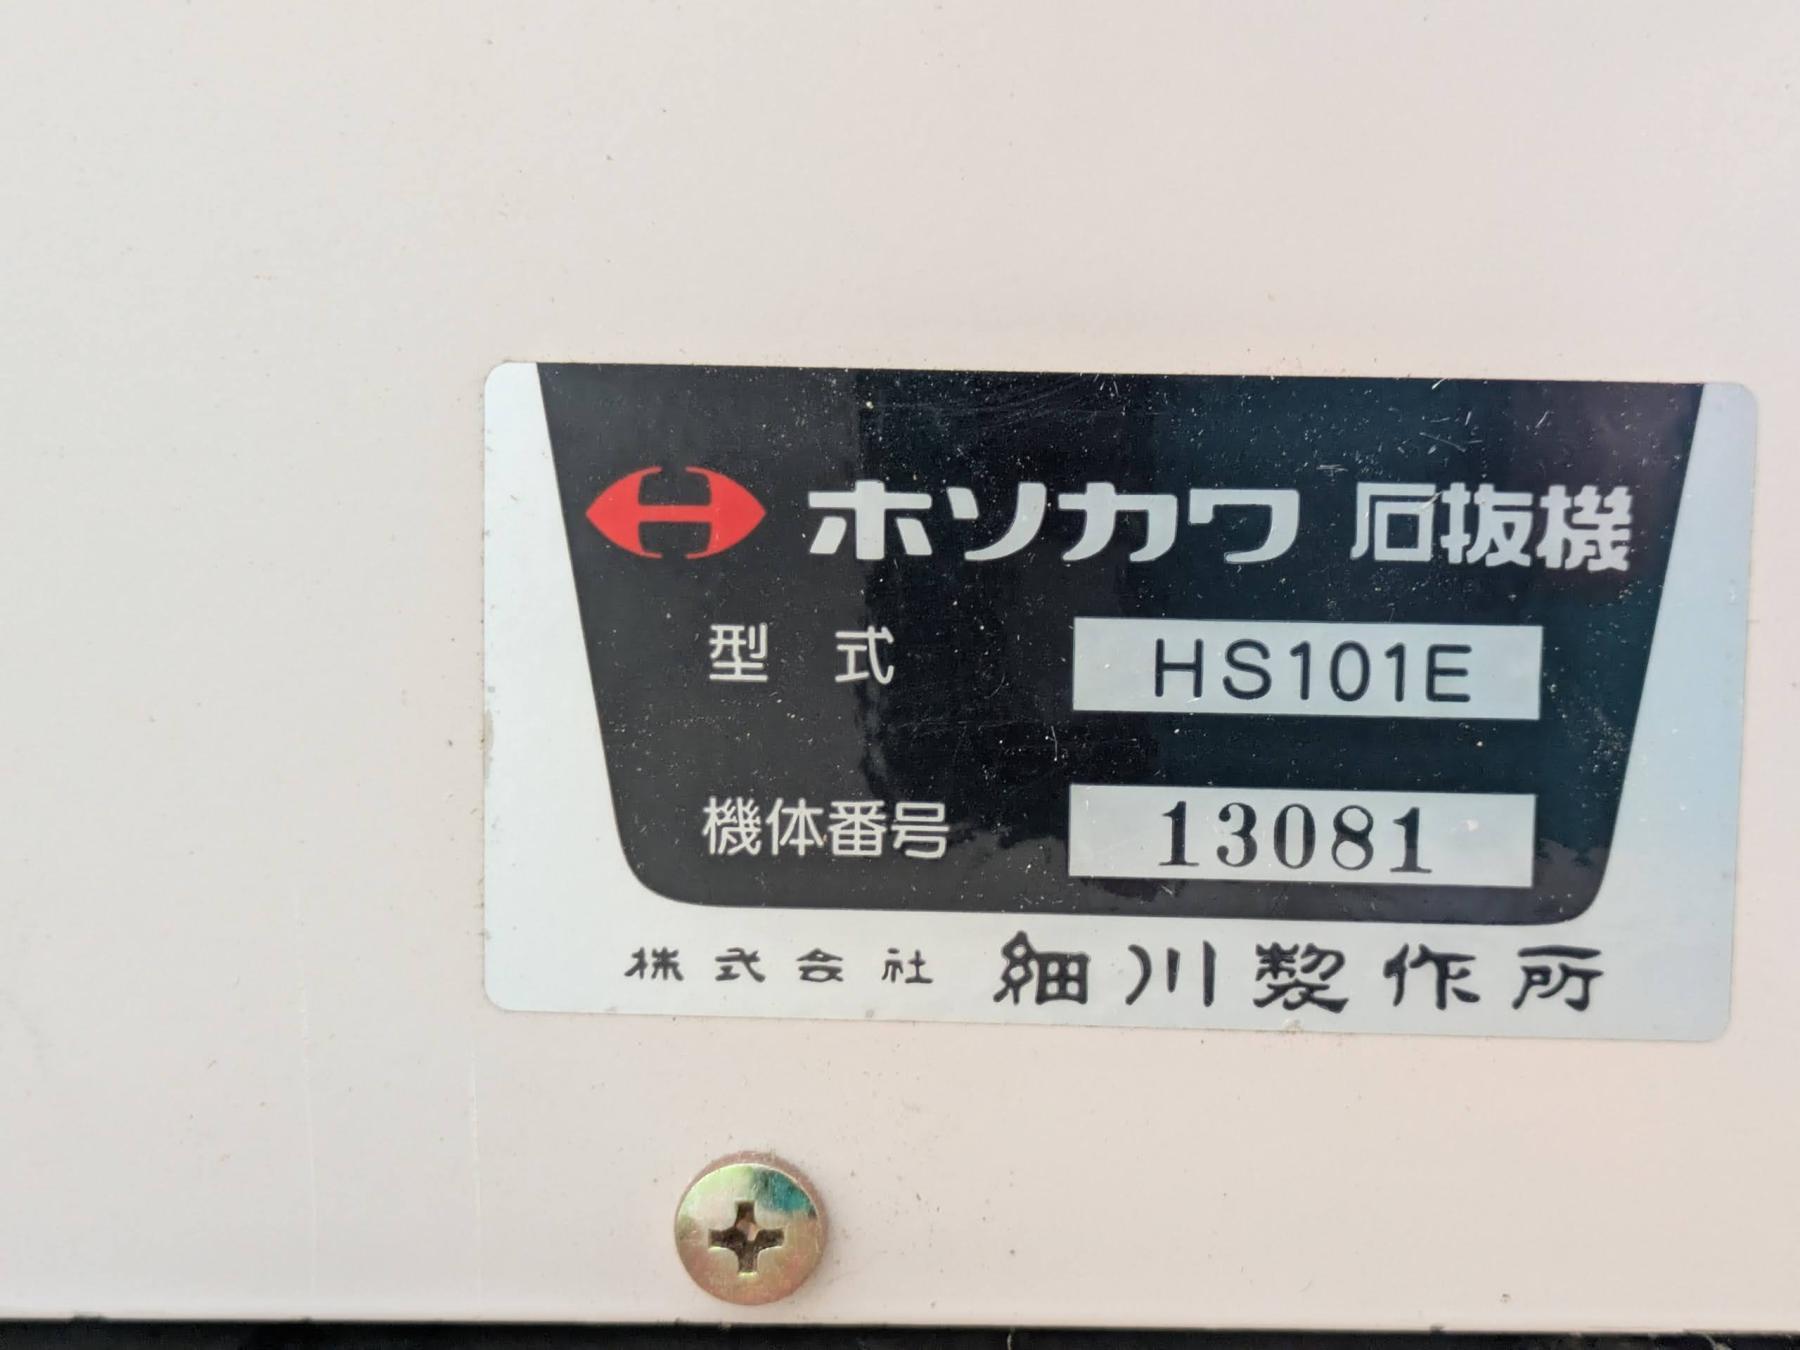 ホソカワ 石抜機
型式 HS101E
機体番号 13081
株式会社 細川製作所